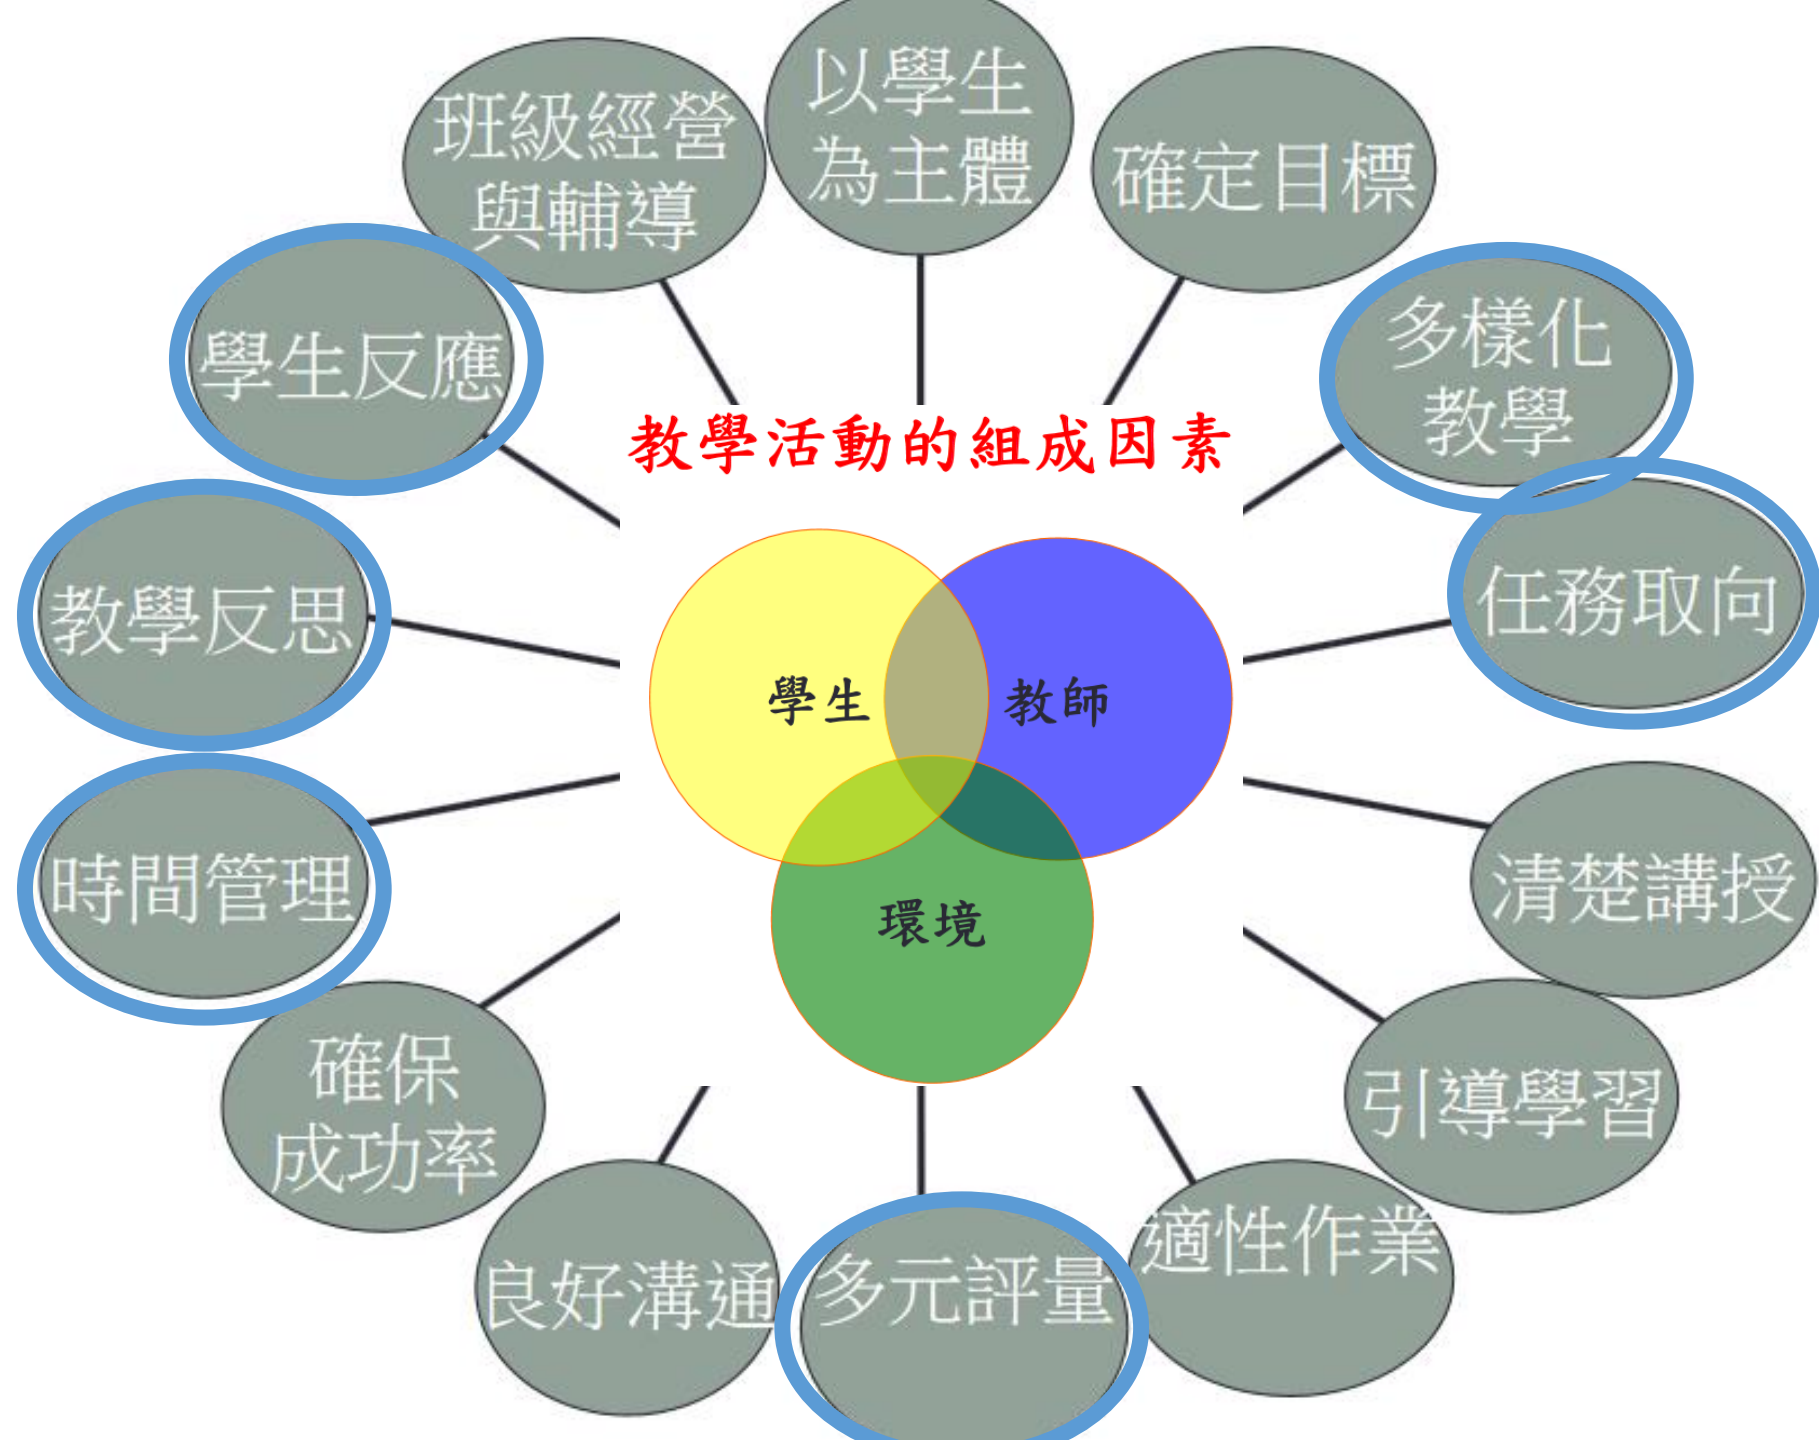 以學生
為主體
確定目標
多樣化
教學
任務取向
清楚講授
引導學習
適性作業
多元評量
良好溝通
確保
成功率
時間管理
教學反思
學生反應
班級經營
與輔導
教學活動的組成因素
學生
教師
環境